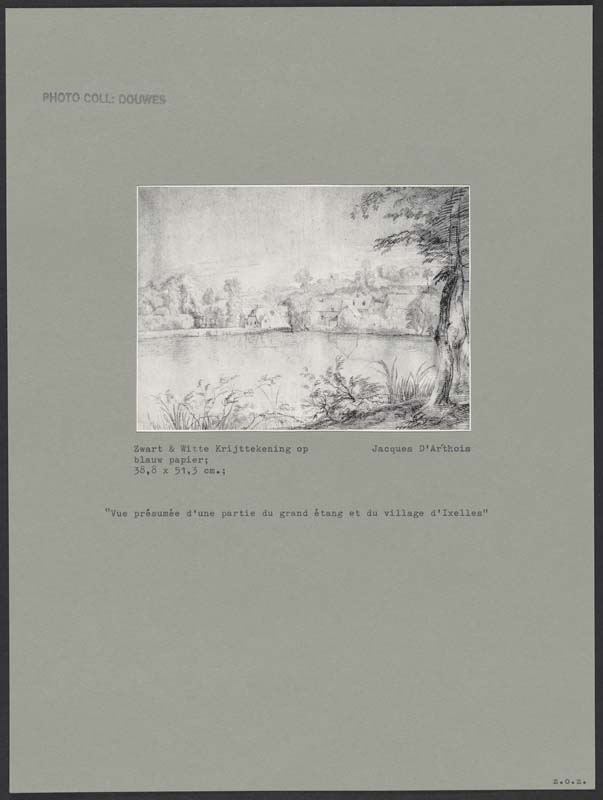 PHOTO COLL: DOUWES
Zwart & Witte Krijttekening op
blauw papier;
38,8 x 51,3 cm.;
Jacques D'Arthois
"Vue présumée d'une partie du grand étang et du village d'Ixelles"
z.o.z.